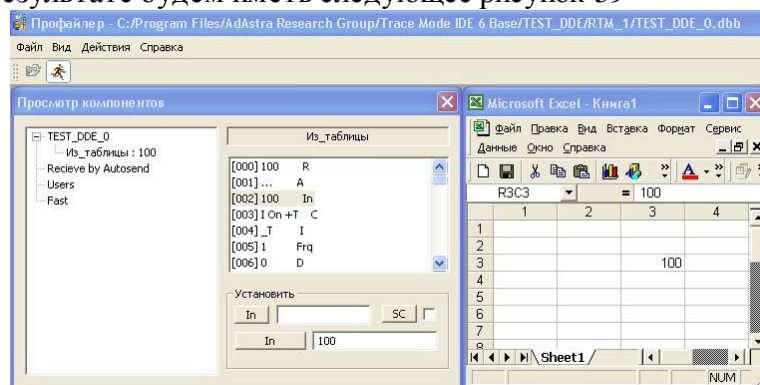 результате будем иметь следующее рисунок 39
Профайлер - C:/Program Files/AdAstra Research Group/Trace Mode IDE 6 Base/TEST_DDE/RTM_1/TEST_DDE_0.dbb
Файл Вид Действия Справка
Просмотр компонентов
TEST_DDE_0
Из_таблицы : 100
Recieve by Autosend
Users
Fast
Из_таблицы
[000] 100 R
[001] ... A
[002] 100 In
[003] I On +T C
[004] _T I
[005] 1 Frq
[006] 0 D
Установить
In SC
In 100
Microsoft Excel - Книга1
Файл Правка Вид Вставка Формат Сервис
Данные Окно Справка
R3C3 = 100
1 2 3 4
1
2
3 100
4
5
6
7
8
Sheet1
NUM